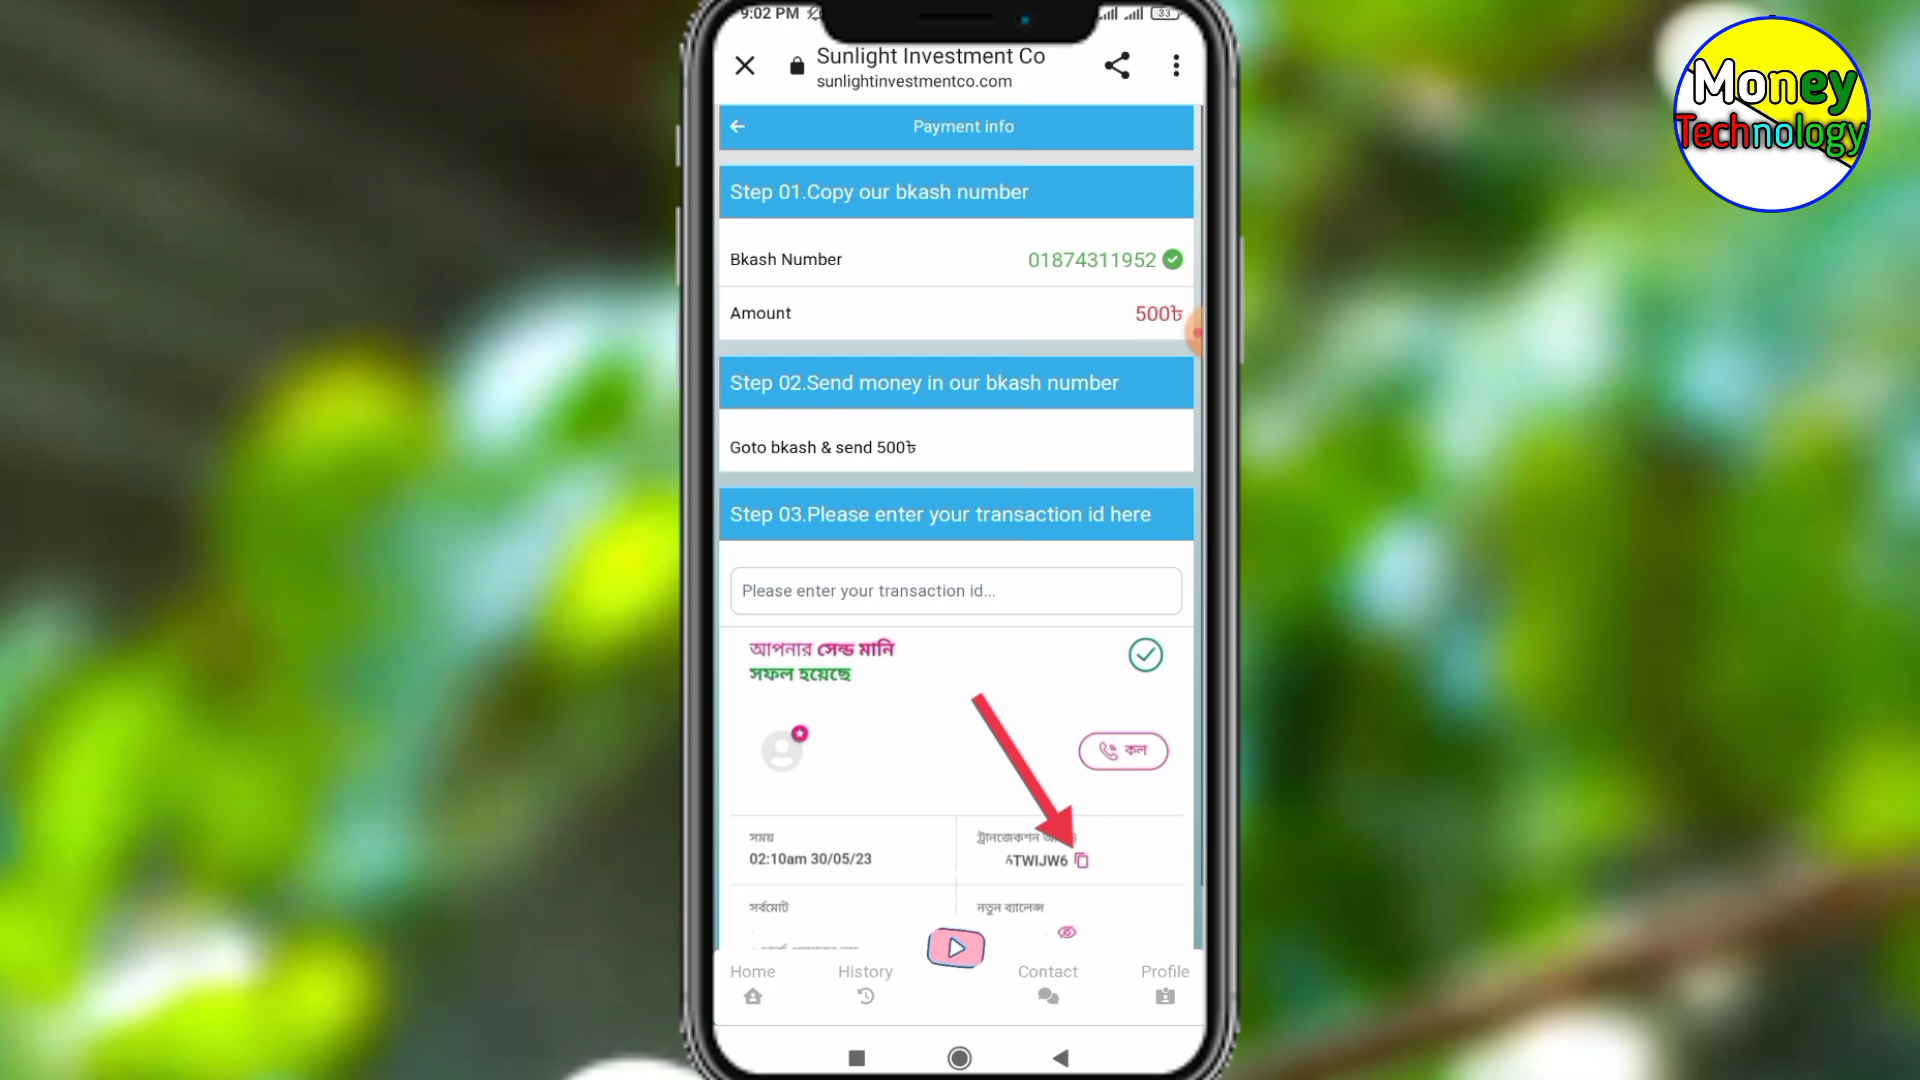 9:02 PM
33
Sunlight Investment Co
sunlightinvestmentco.com
Money
Technology
Payment info
Step 01.Copy our bkash number
Bkash Number 01874311952
Amount 500৳
Step 02.Send money in our bkash number
Goto bkash & send 500৳
Step 03.Please enter your transaction id here
Please enter your transaction id...
আপনার সেন্ড মানি
সফল হয়েছে
কল
সময়
02:10am 30/05/23
ট্রানজেকশন
ATWIJW6
সর্বমোট
নতুন ব্যালেন্স
Home
History
Contact
Profile